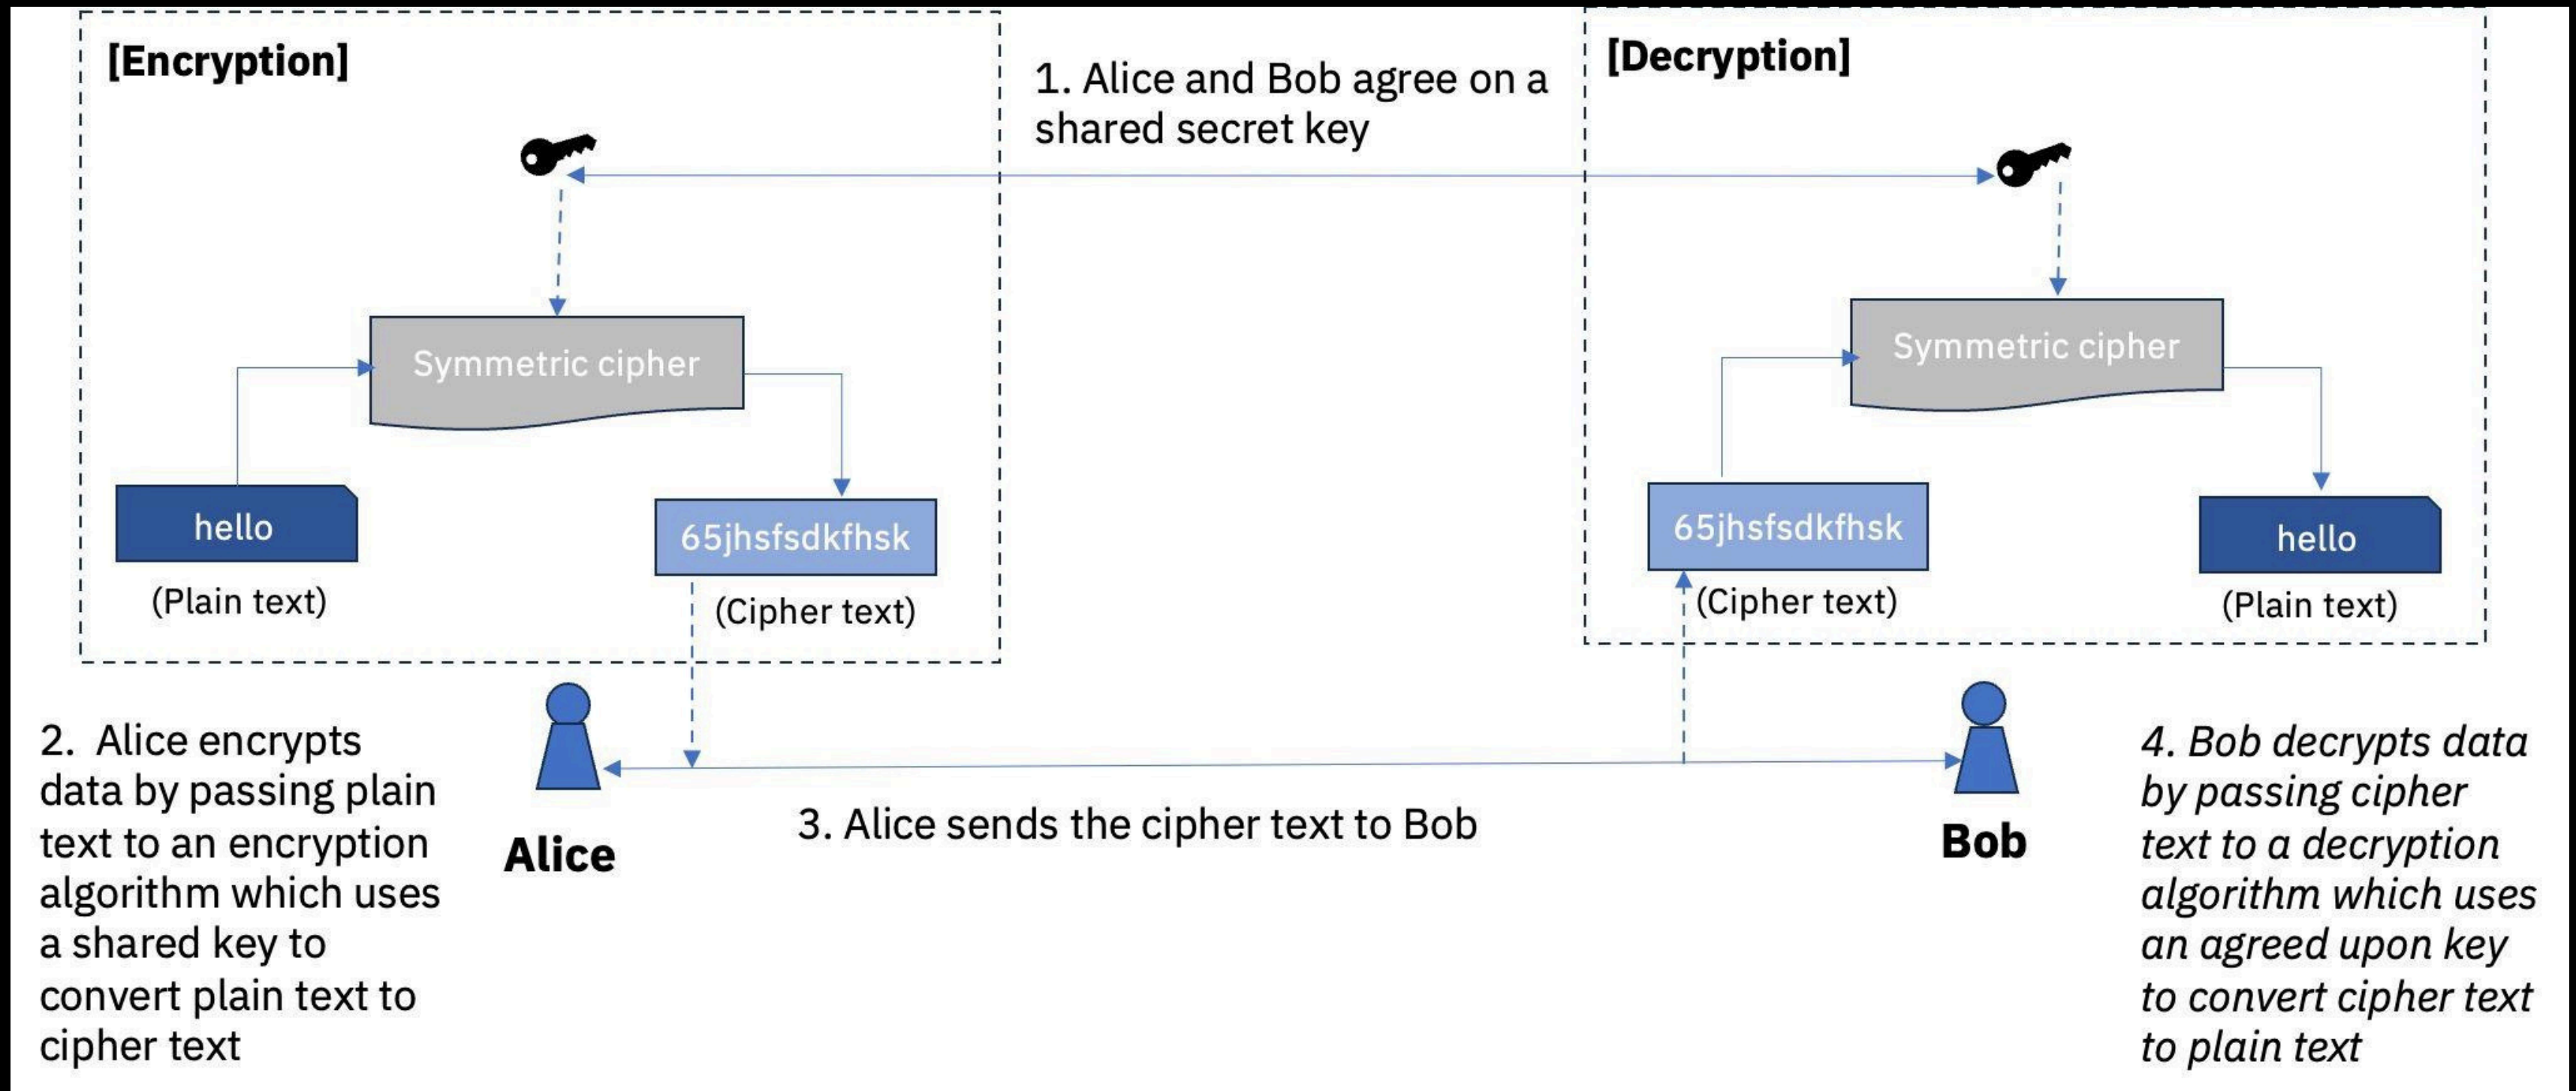 [Encryption]
1. Alice and Bob agree on a
shared secret key
[Decryption]
Symmetric cipher
hello
(Plain text)
65jhsfsdkfhsk
(Cipher text)
Symmetric cipher
65jhsfsdkfhsk
(Cipher text)
hello
(Plain text)
2. Alice encrypts
data by passing plain
text to an encryption
algorithm which uses
a shared key to
convert plain text to
cipher text
Alice
3. Alice sends the cipher text to Bob
Bob
4. Bob decrypts data
by passing cipher
text to a decryption
algorithm which uses
an agreed upon key
to convert cipher text
to plain text